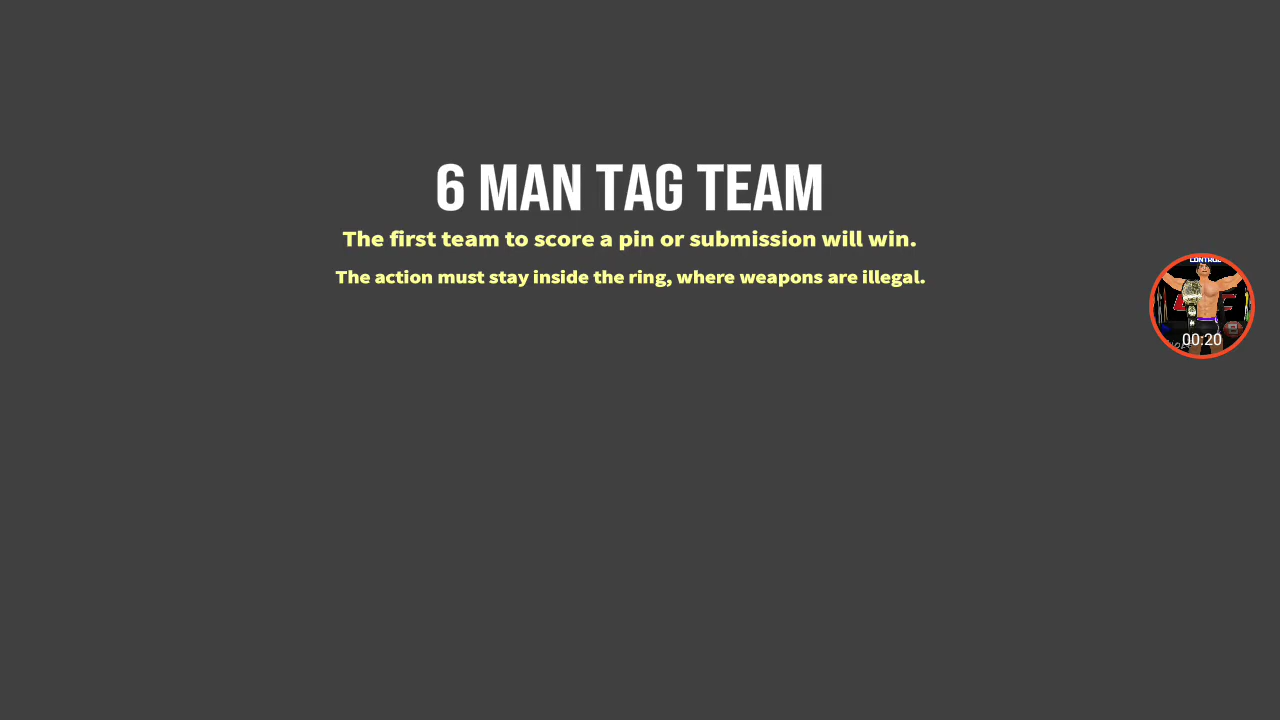 6 MAN TAG TEAM
The first team to score a pin or submission will win.
The action must stay inside the ring, where weapons are illegal.
CONTROL
00:20